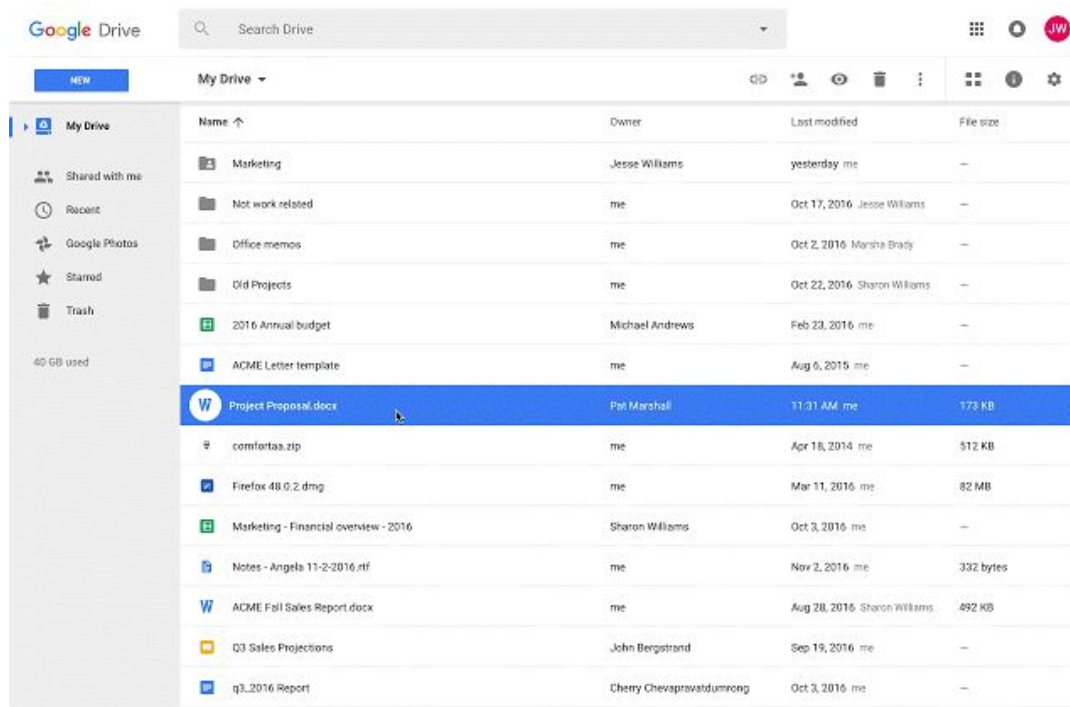 Google Drive
Search Drive
JW
NEW
My Drive
My Drive
Name Owner Last modified File size
Shared with me
Recent
Google Photos
Starred
Trash
40 GB used
Marketing Jesse Williams yesterday me —
Not work related me Oct 17, 2016 Jesse Williams —
Office memos me Oct 2, 2016 Marsha Brady —
Old Projects me Oct 22, 2016 Sharon Williams —
2016 Annual budget Michael Andrews Feb 23, 2016 me —
ACME Letter template me Aug 6, 2015 me —
W Project Proposal.docx Pat Marshall 11:31 AM me 173 KB
comfortaa.zip me Apr 18, 2014 me 512 KB
Firefox 48.0.2.dmg me Mar 11, 2016 me 82 MB
Marketing - Financial overview - 2016 Sharon Williams Oct 3, 2016 me —
Notes - Angela 11-2-2016.rtf me Nov 2, 2016 me 332 bytes
W ACME Fall Sales Report.docx me Aug 28, 2016 Sharon Williams 492 KB
Q3 Sales Projections John Bergstrand Sep 19, 2016 me —
q3_2016 Report Cherry Chevapravatdumrong Oct 3, 2016 me —